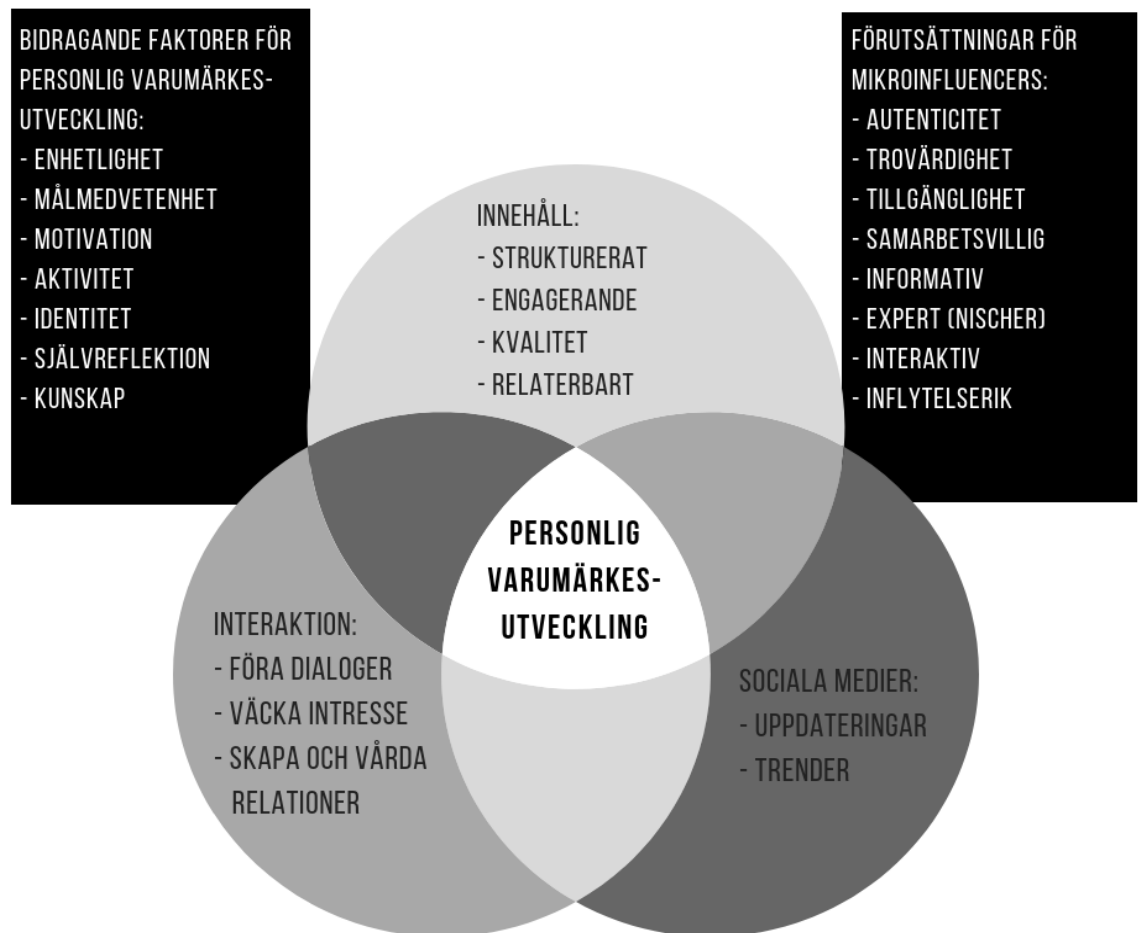 BIDRAGANDE FAKTORER FÖR
PERSONLIG VARUMÄRKES-
UTVECKLING:
- ENHETLIGHET
- MÅLMEDVETENHET
- MOTIVATION
- AKTIVITET
- IDENTITET
- SJÄLVREFLEKTION
- KUNSKAP
FÖRUTSÄTTNINGAR FÖR
MIKROINFLUENCERS:
- AUTENTICITET
- TROVÄRDIGHET
- TILLGÄNGLIGHET
- SAMARBETSVILLIG
- INFORMATIV
- EXPERT (NISCHER)
- INTERAKTIV
- INFLYTELSERIK
INNEHÅLL:
- STRUKTURERAT
- ENGAGERANDE
- KVALITET
- RELATERBART
PERSONLIG
VARUMÄRKES-
UTVECKLING
INTERAKTION:
- FÖRA DIALOGER
- VÄCKA INTRESSE
- SKAPA OCH VÅRDA
RELATIONER
SOCIALA MEDIER:
- UPPDATERINGAR
- TRENDER